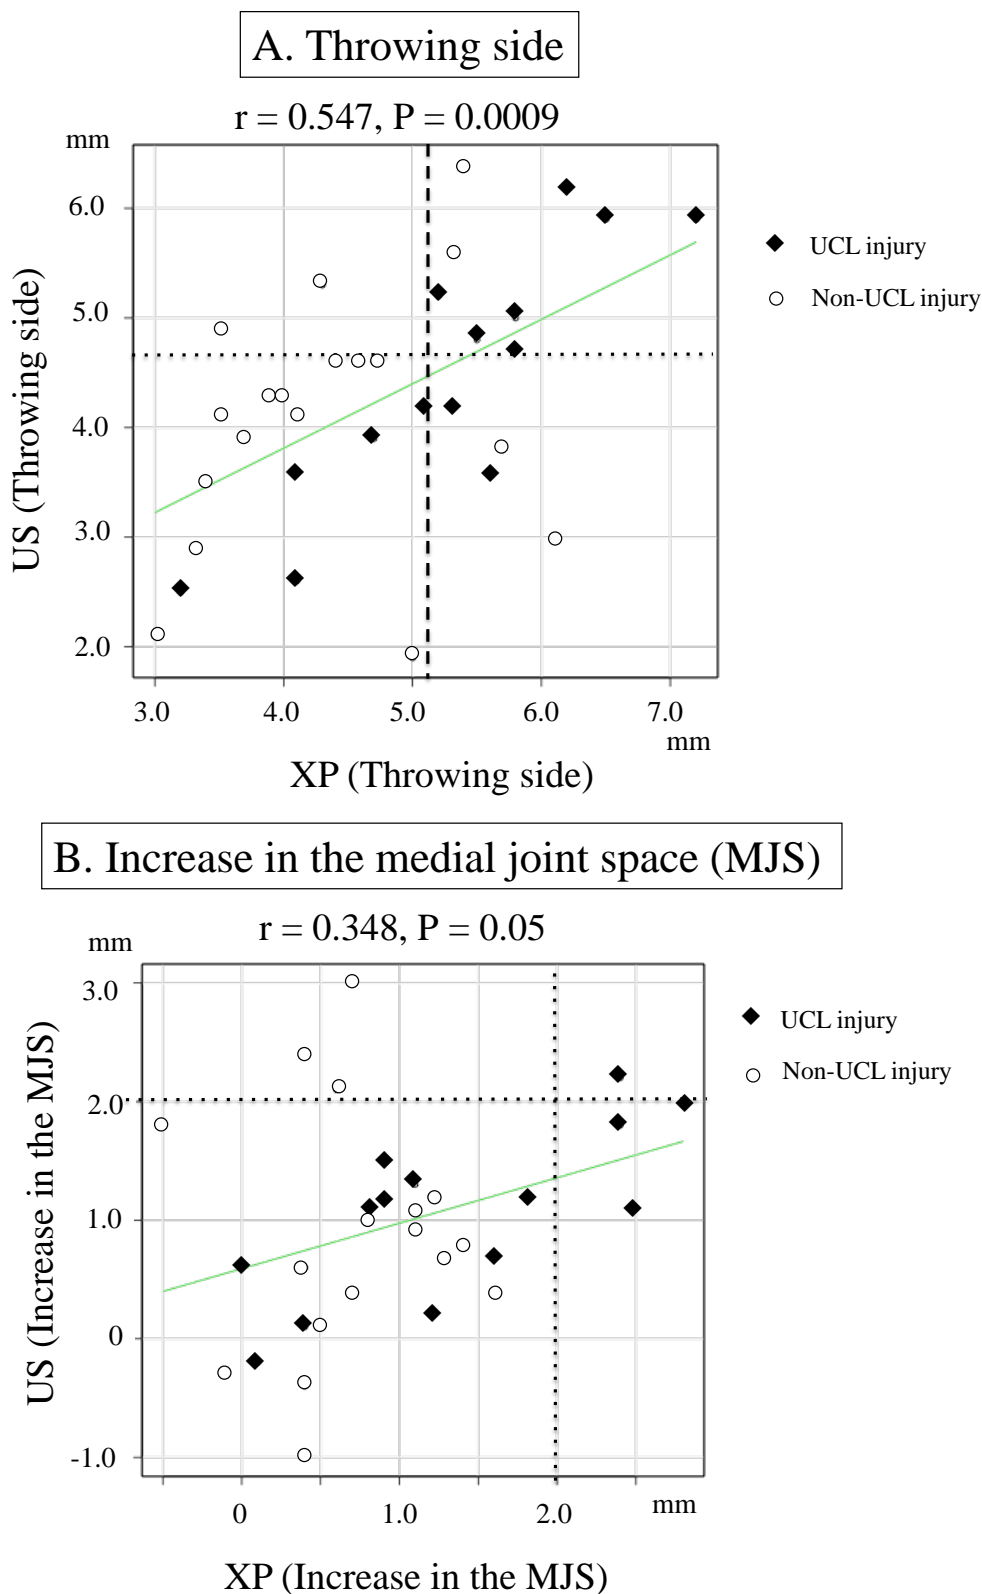 A. Throwing side
r = 0.547, P = 0.0009
mm
6.0
5.0
4.0
3.0
2.0
US (Throwing side)
UCL injury
Non-UCL injury
3.0 4.0 5.0 6.0 7.0
mm
XP (Throwing side)
B. Increase in the medial joint space (MJS)
r = 0.348, P = 0.05
mm
3.0
2.0
1.0
0
-1.0
US (Increase in the MJS)
UCL injury
Non-UCL injury
0 1.0 2.0 mm
XP (Increase in the MJS)